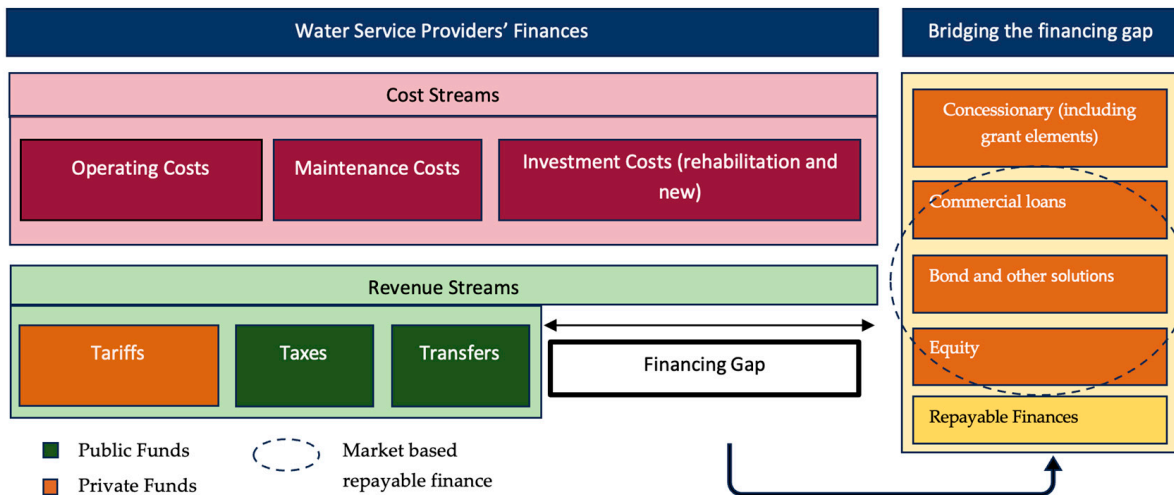 Water Service Providers' Finances
Cost Streams
Operating Costs
Maintenance Costs
Investment Costs (rehabilitation and
new)
Revenue Streams
Tariffs
Taxes
Transfers
Financing Gap
Public Funds
Private Funds
Market based
repayable finance
Bridging the financing gap
Concessionary (including
grant elements)
Commercial loans
Bond and other solutions
Equity
Repayable Finances